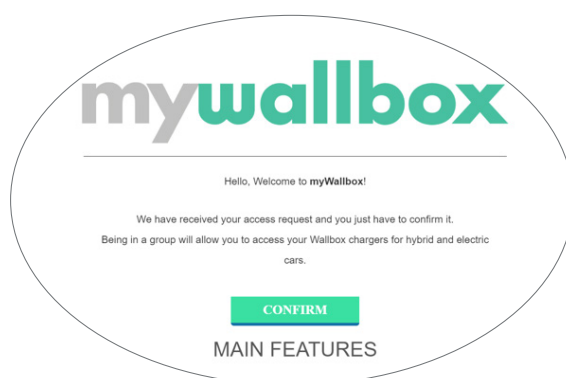 mywallbox
Hello, Welcome to myWallbox!
We have received your access request and you just have to confirm it.
Being in a group will allow you to access your Wallbox chargers for hybrid and electric
cars.
CONFIRM
MAIN FEATURES